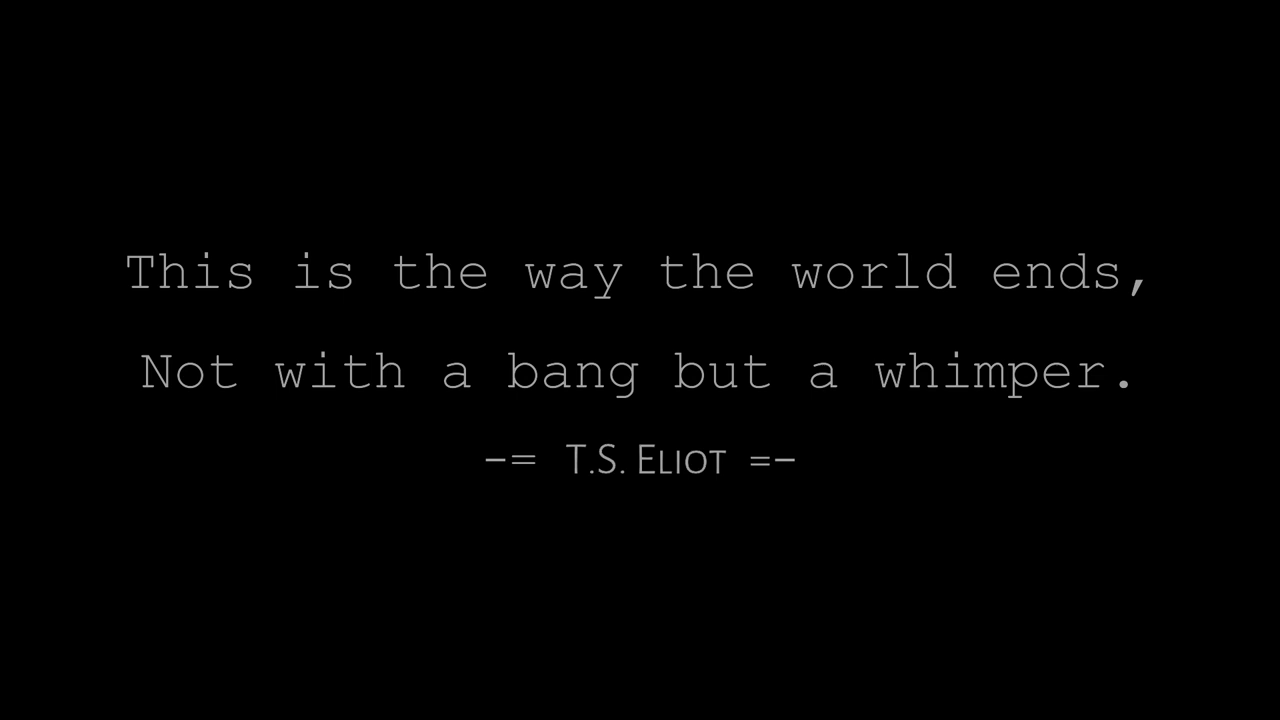 This is the way the world ends,
Not with a bang but a whimper.
-= T.S. Eliot =-